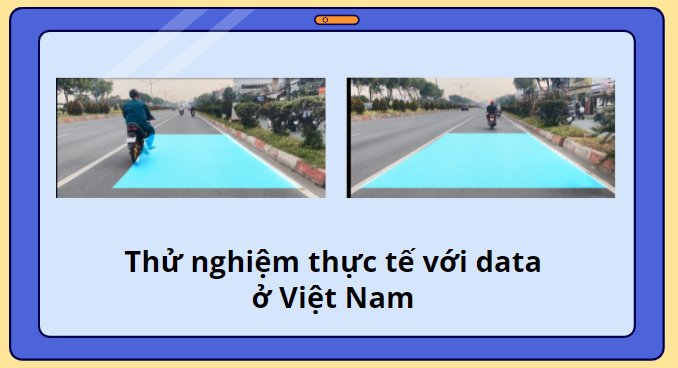 Thử nghiệm thực tế với data
ở Việt Nam